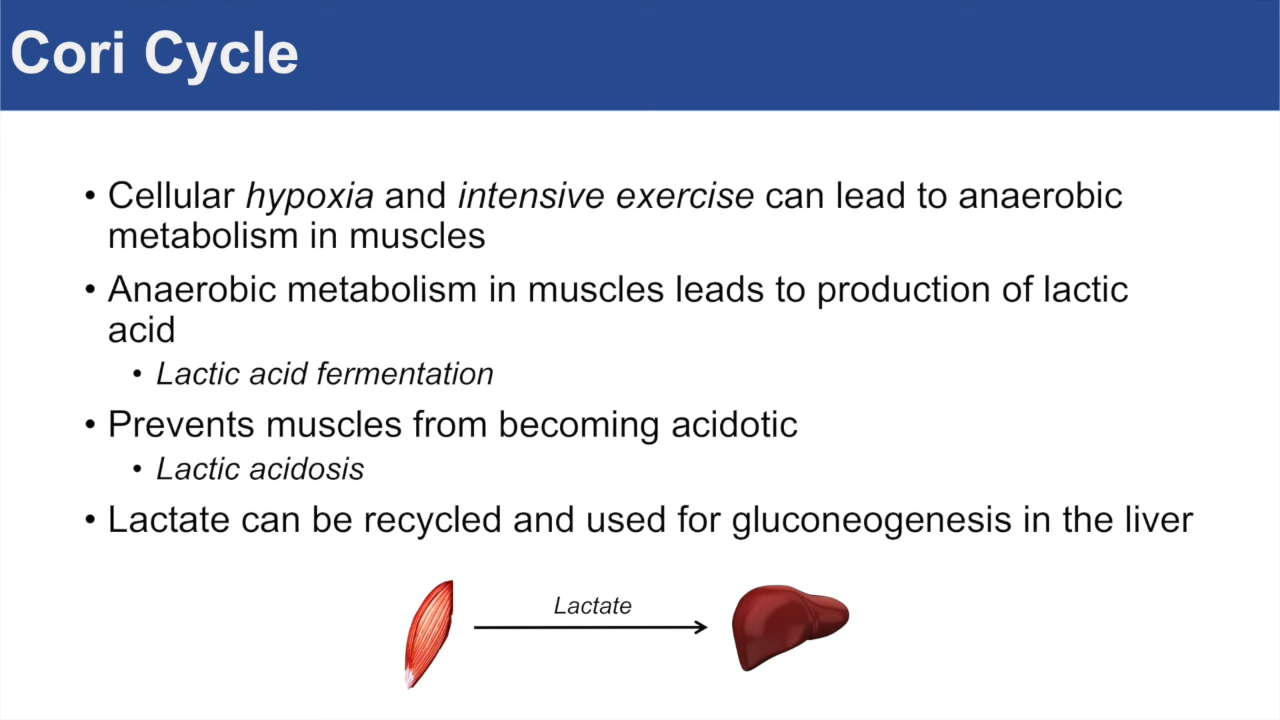 Cori Cycle
• Cellular hypoxia and intensive exercise can lead to anaerobic
metabolism in muscles
• Anaerobic metabolism in muscles leads to production of lactic
acid
• Lactic acid fermentation
• Prevents muscles from becoming acidotic
• Lactic acidosis
• Lactate can be recycled and used for gluconeogenesis in the liver
Lactate